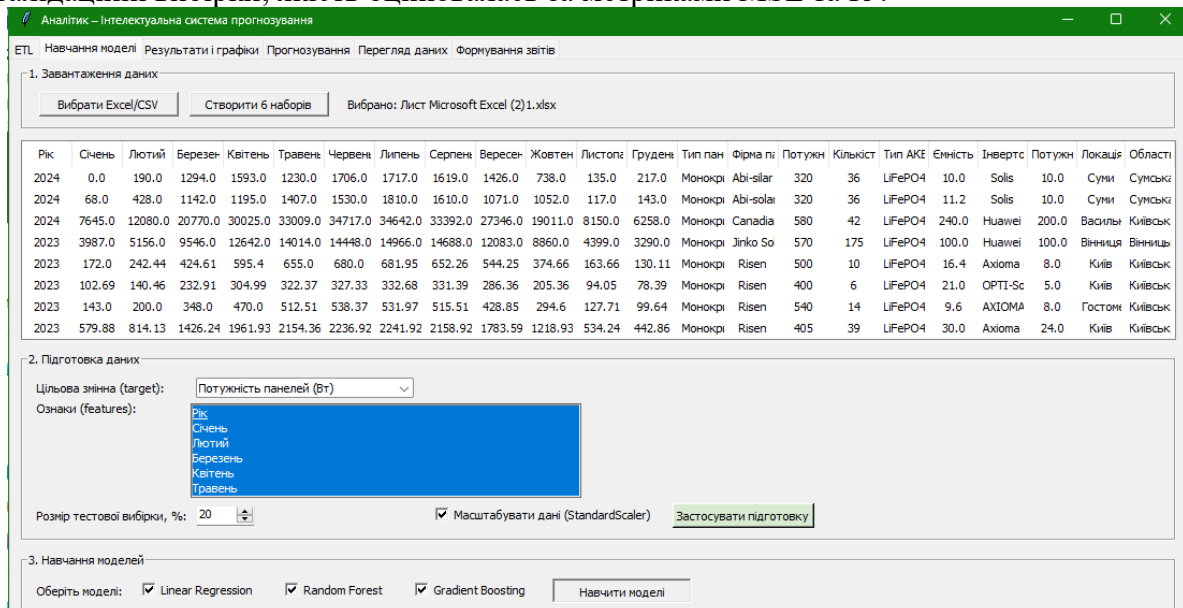 Аналітик – Інтелектуальна система прогнозування
ETL Навчання моделі Результати і графіки Прогнозування Перегляд даних Формування звітів
1. Завантаження даних
Вибрати Excel/CSV Створити 6 наборів Вибрано: Лист Microsoft Excel (2)1.xlsx
Рік Січень Лютий Березен Квітень Травень Червень Липень Серпень Вересен Жовтен Листопа Грудень Тип пан Фірма па Потужн Кількіст Тип АКБ Ємність Інверто Потужн Локація Област
2024 0.0 190.0 1294.0 1593.0 1230.0 1706.0 1717.0 1619.0 1426.0 738.0 135.0 217.0 Монокри Abi-silar 320 36 LiFePO4 10.0 Solis 10.0 Суми Сумська
2024 68.0 428.0 1142.0 1195.0 1407.0 1530.0 1810.0 1610.0 1071.0 1052.0 117.0 143.0 Монокри Abi-solar 320 36 LiFePO4 11.2 Solis 10.0 Суми Сумська
2024 7645.0 12080.0 20770.0 30025.0 33009.0 34717.0 34642.0 33392.0 27346.0 19011.0 8150.0 6258.0 Монокри Canadia 580 42 LiFePO4 240.0 Huawei 200.0 Васильк Київськ
2023 3987.0 5156.0 9546.0 12642.0 14014.0 14448.0 14966.0 14688.0 12083.0 8860.0 4399.0 3290.0 Монокри Jinko So 570 175 LiFePO4 100.0 Huawei 100.0 Вінниця Вінниць
2023 172.0 242.44 424.61 595.4 655.0 680.0 681.95 652.26 544.25 374.66 163.66 130.11 Монокри Risen 500 10 LiFePO4 16.4 Axioma 8.0 Київ Київськ
2023 102.69 140.46 232.91 304.99 322.37 327.33 332.68 331.39 286.36 205.36 94.05 78.39 Монокри Risen 400 6 LiFePO4 21.0 OPTI-Sc 5.0 Київ Київськ
2023 143.0 200.0 348.0 470.0 512.51 538.37 531.97 515.51 428.85 294.6 127.71 99.64 Монокри Risen 540 14 LiFePO4 9.6 AXIOMA 8.0 Гостоме Київськ
2023 579.88 814.13 1426.24 1961.93 2154.36 2236.92 2241.92 2158.92 1783.59 1218.93 534.24 442.86 Монокри Risen 405 39 LiFePO4 30.0 Axioma 24.0 Київ Київськ
2. Підготовка даних
Цільова змінна (target): Потужність панелей (Вт)
Ознаки (features):
Рік
Січень
Лютий
Березень
Квітень
Травень
Розмір тестової вибірки, %: 20 Масштабувати дані (StandardScaler) Застосувати підготовку
3. Навчання моделей
Оберіть моделі: Linear Regression Random Forest Gradient Boosting Навчити моделі